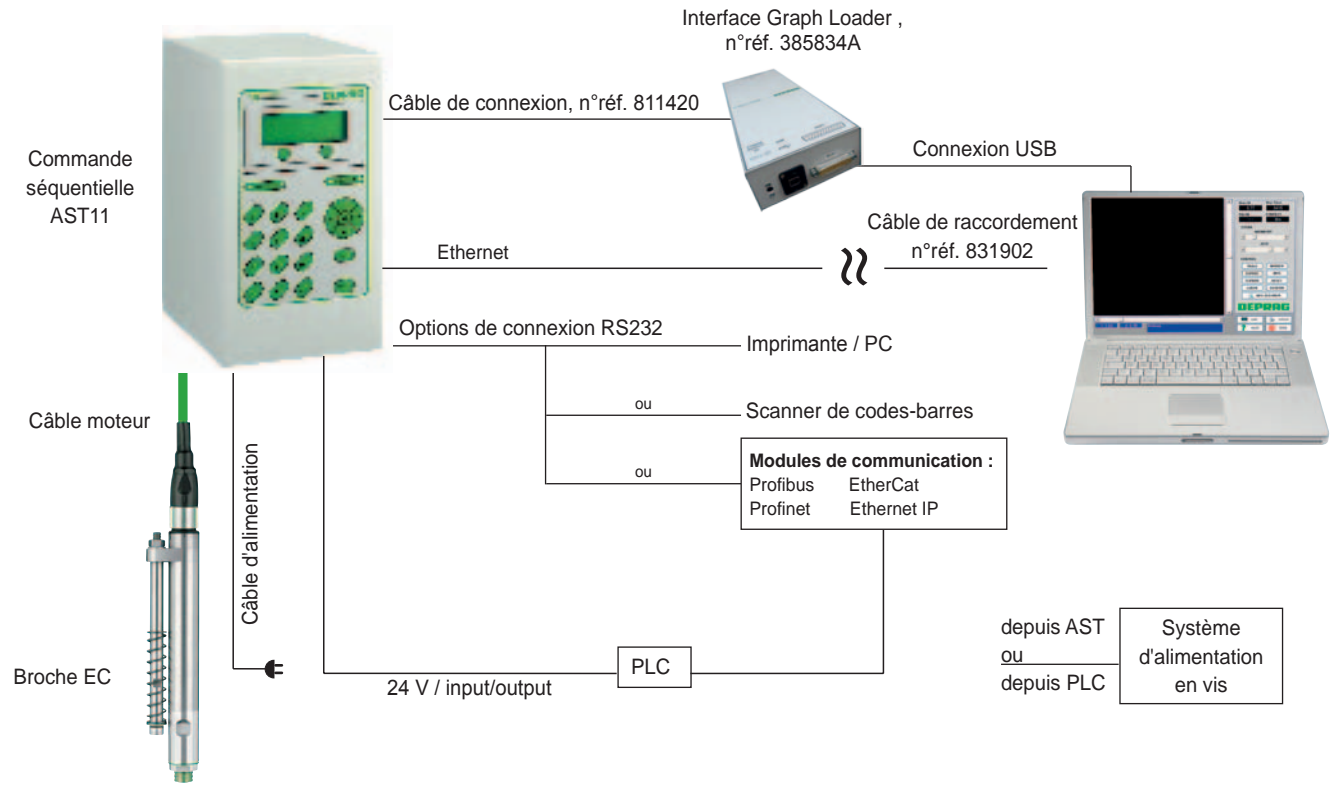 Interface Graph Loader ,
n°réf. 385834A
Câble de connexion, n°réf. 811420
Commande
séquentielle
AST11
Connexion USB
Câble de raccordement
n°réf. 831902
Ethernet
DEPRAG
Options de connexion RS232
Imprimante / PC
ou
Scanner de codes-barres
ou
Modules de communication :
Profibus EtherCat
Profinet Ethernet IP
Câble moteur
Câble d'alimentation
Broche EC
24 V / input/output
PLC
depuis AST
ou
depuis PLC
Système
d'alimentation
en vis